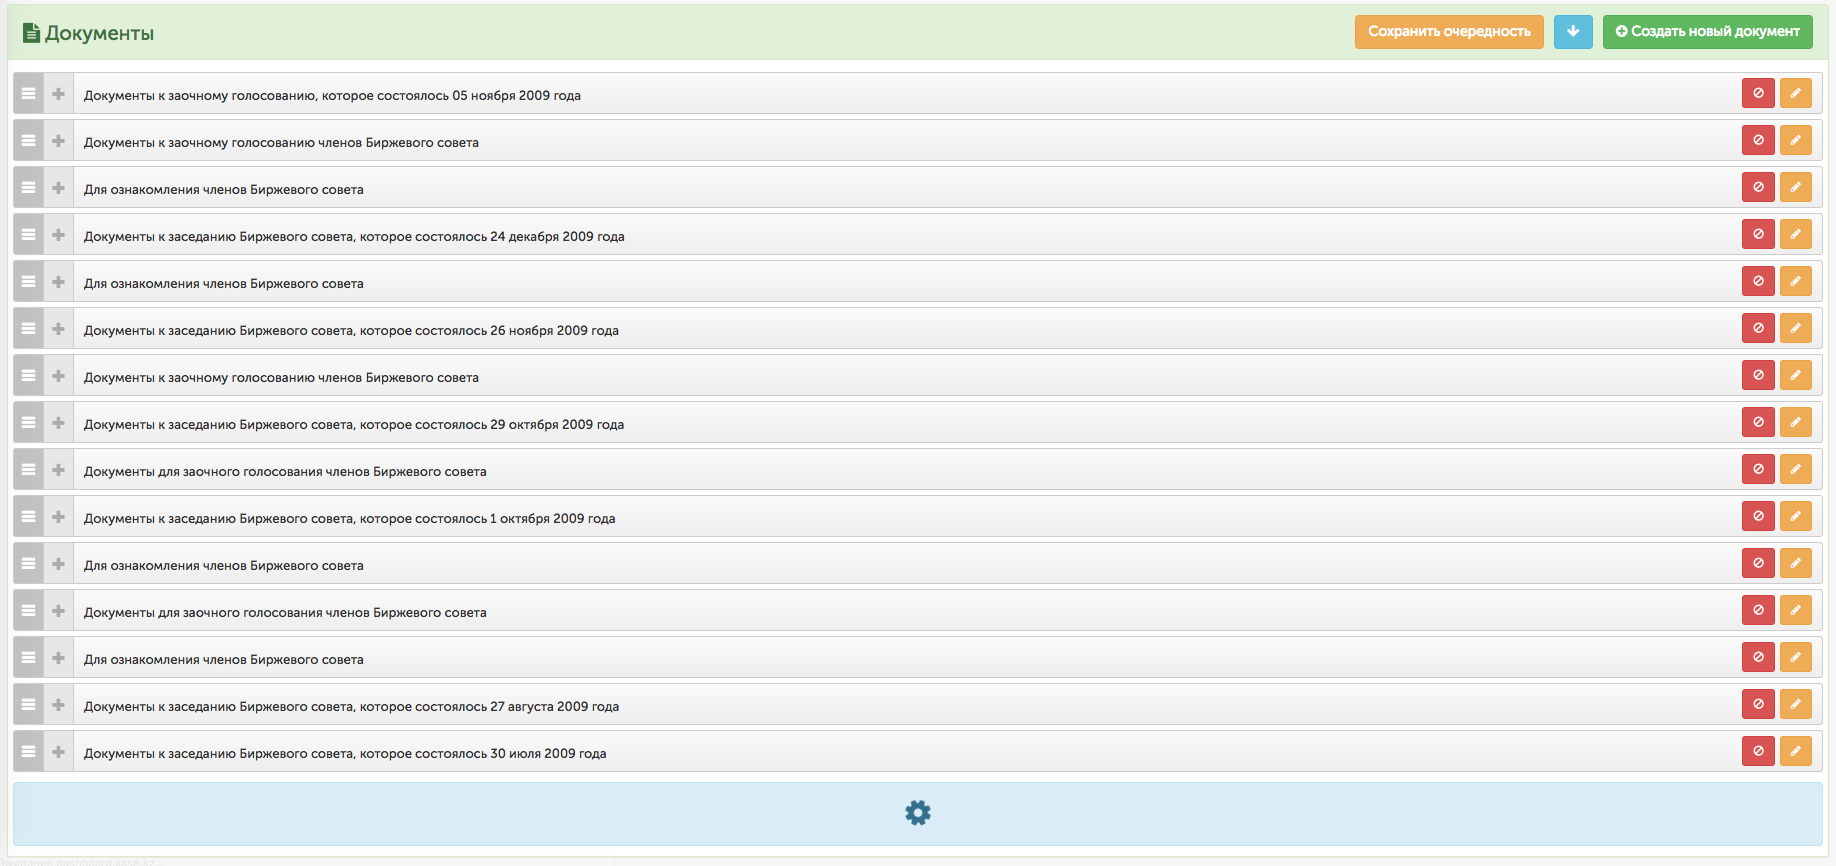 Документы
Сохранить очередность
Создать новый документ
Документы к заочному голосованию, которое состоялось 05 ноября 2009 года
Документы к заочному голосованию членов Биржевого совета
Для ознакомления членов Биржевого совета
Документы к заседанию Биржевого совета, которое состоялось 24 декабря 2009 года
Для ознакомления членов Биржевого совета
Документы к заседанию Биржевого совета, которое состоялось 26 ноября 2009 года
Документы к заочному голосованию членов Биржевого совета
Документы к заседанию Биржевого совета, которое состоялось 29 октября 2009 года
Документы для заочного голосования членов Биржевого совета
Документы к заседанию Биржевого совета, которое состоялось 1 октября 2009 года
Для ознакомления членов Биржевого совета
Документы для заочного голосования членов Биржевого совета
Для ознакомления членов Биржевого совета
Документы к заседанию Биржевого совета, которое состоялось 27 августа 2009 года
Документы к заседанию Биржевого совета, которое состоялось 30 июля 2009 года
dashboard.kase.kz